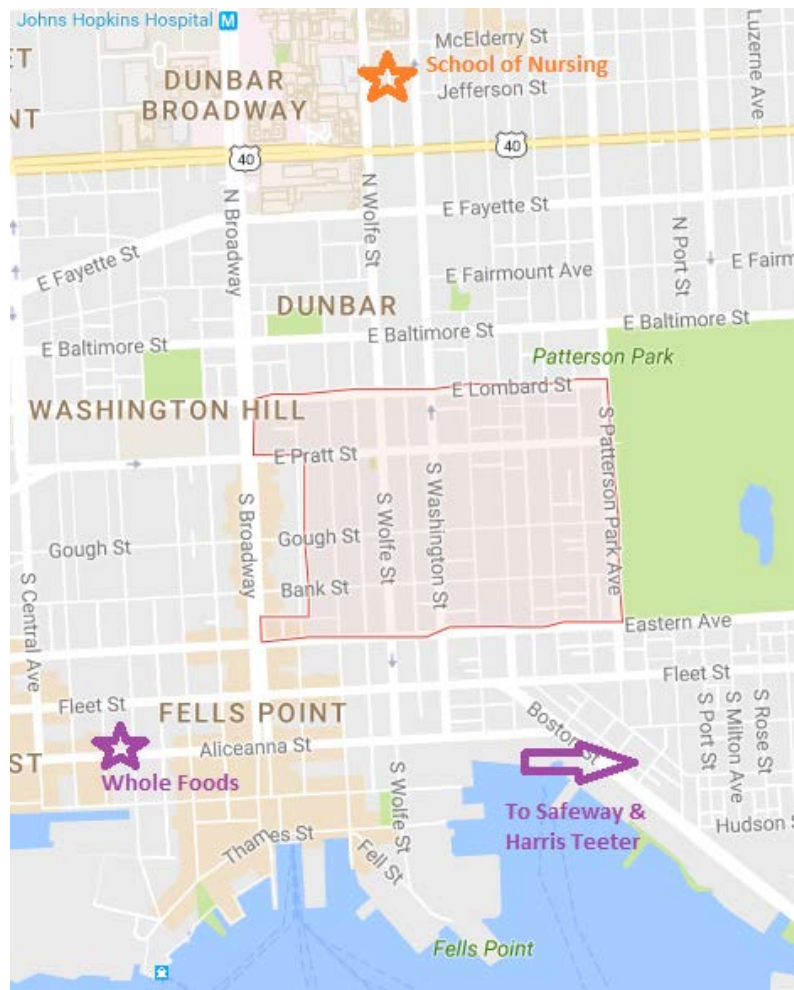 Johns Hopkins Hospital M
ET
NT
DUNBAR
BROADWAY
McElderry St
School of Nursing
Jefferson St
Luzerne Ave
40
40
N Broadway
N Wolfe St
E Fayette St
N Port St
E Fayette St
E Fairmount Ave
E Fairm
DUNBAR
E Baltimore St
E Baltimore St
E Baltimore St
Patterson Park
E Lombard St
WASHINGTON HILL
S Patterson Park Ave
E Pratt St
S Broadway
S Wolfe St
S Washington St
Gough St
Gough St
S Central Ave
Bank St
Eastern Ave
Fleet St
Fleet St
FELLS POINT
S Port St
S Milton Ave
S Rose St
Boston St
Aliceanna St
ST
Whole Foods
S Wolfe St
To Safeway &
Harris Teeter
Hudson S
Thames St
Fell St
Fells Point